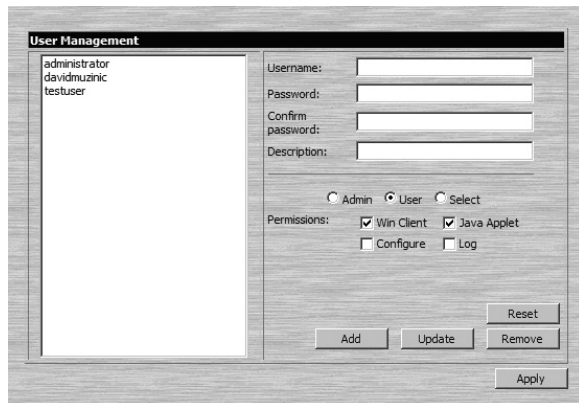 User Management
administrator
davidmuzinic
testuser
Username:
Password:
Confirm
password:
Description:
Admin User Select
Permissions: Win Client Java Applet
Configure Log
Reset
Add Update Remove
Apply